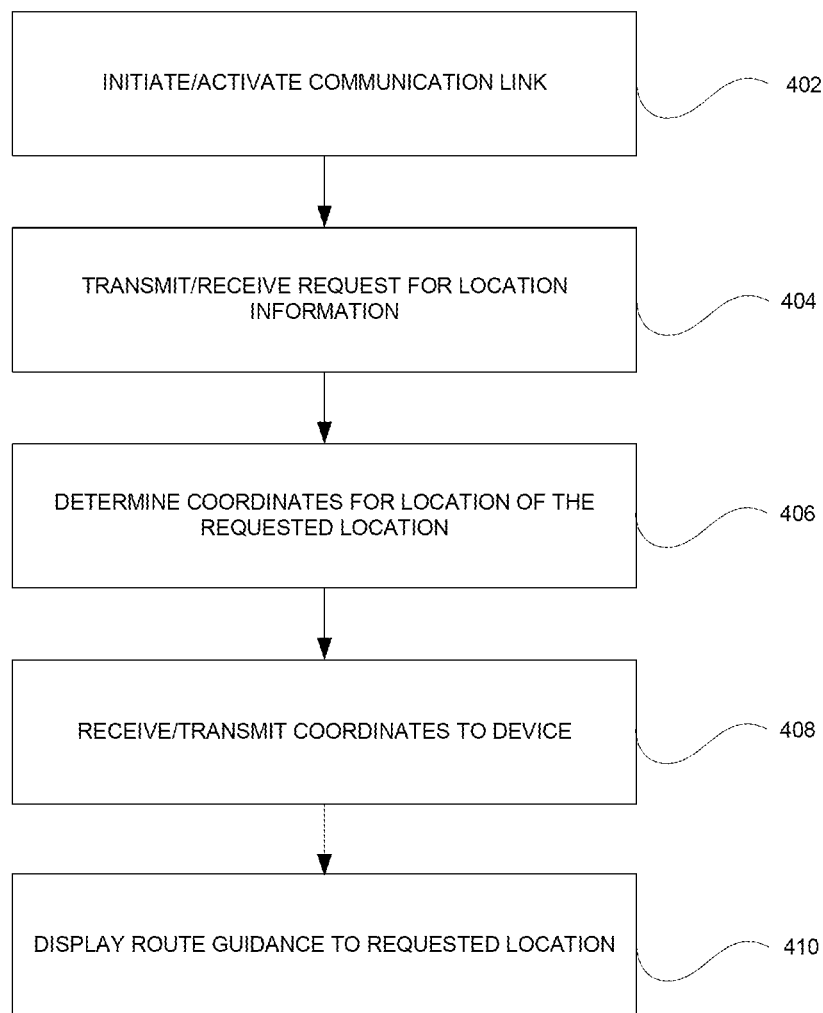 INITIATE/ACTIVATE COMMUNICATION LINK
402
TRANSMIT/RECEIVE REQUEST FOR LOCATION
INFORMATION
404
DETERMINE COORDINATES FOR LOCATION OF THE
REQUESTED LOCATION
406
RECEIVE/TRANSMIT COORDINATES TO DEVICE
408
DISPLAY ROUTE GUIDANCE TO REQUESTED LOCATION
410